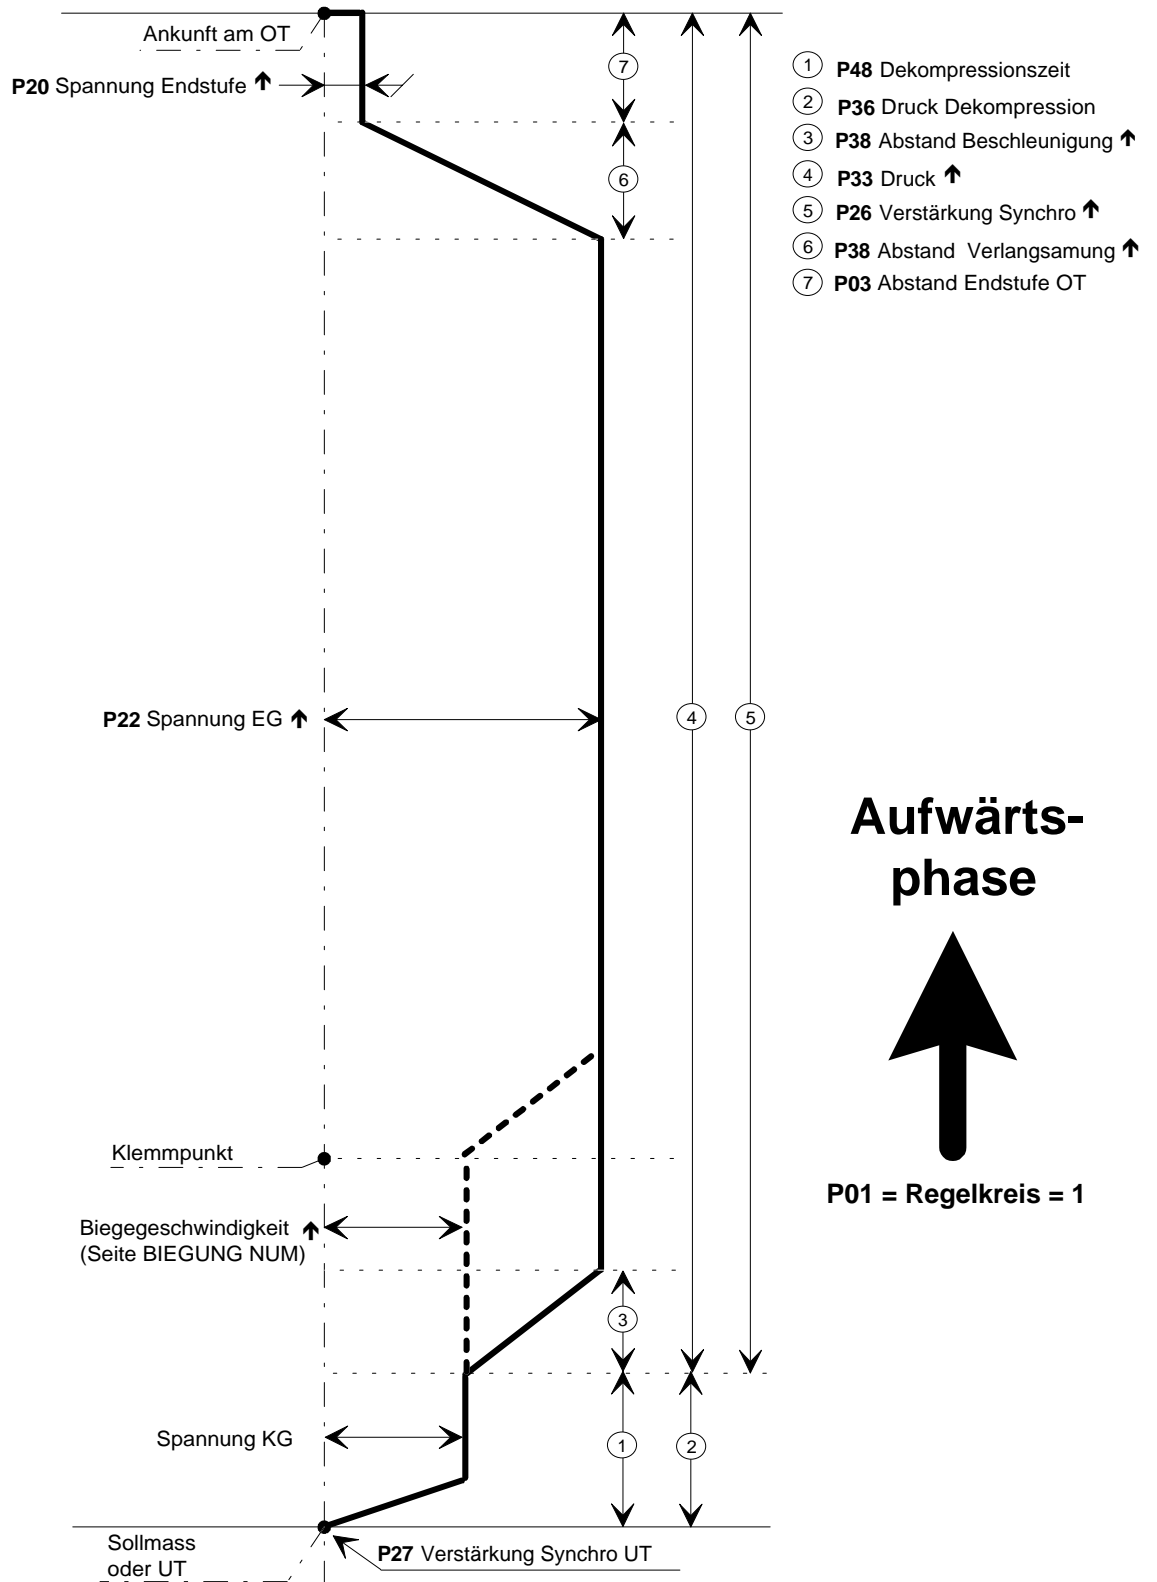 Ankunft am OT
P20 Spannung Endstufe ↑
7
6
1 P48 Dekompressionszeit
2 P36 Druck Dekompression
3 P38 Abstand Beschleunigung ↑
4 P33 Druck ↑
5 P26 Verstärkung Synchro ↑
6 P38 Abstand Verlangsamung ↑
7 P03 Abstand Endstufe OT
P22 Spannung EG ↑
4
5
Aufwärts-
phase
P01 = Regelkreis = 1
Klemmpunkt
Biegegeschwindigkeit ↑
(Seite BIEGUNG NUM)
3
Spannung KG
1
2
Sollmass
oder UT
P27 Verstärkung Synchro UT